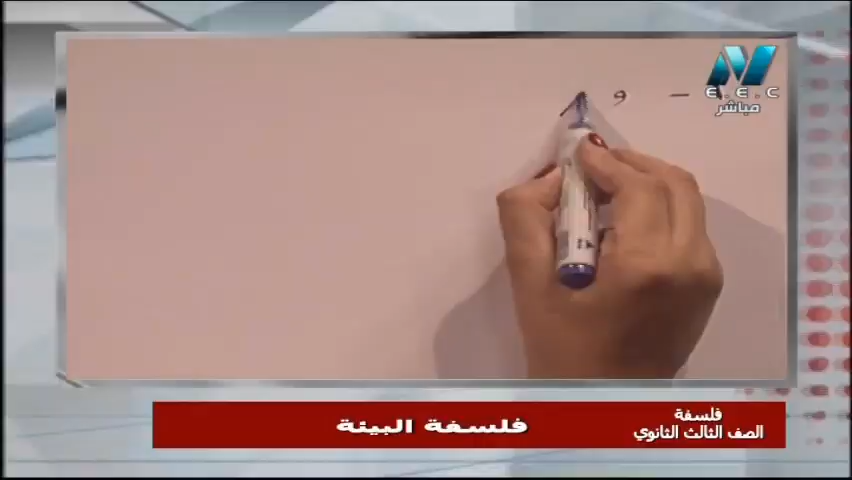 E.E.C
مباشر
و -
فلسفة
الصف الثالث الثانوي
فلسفة البيئة